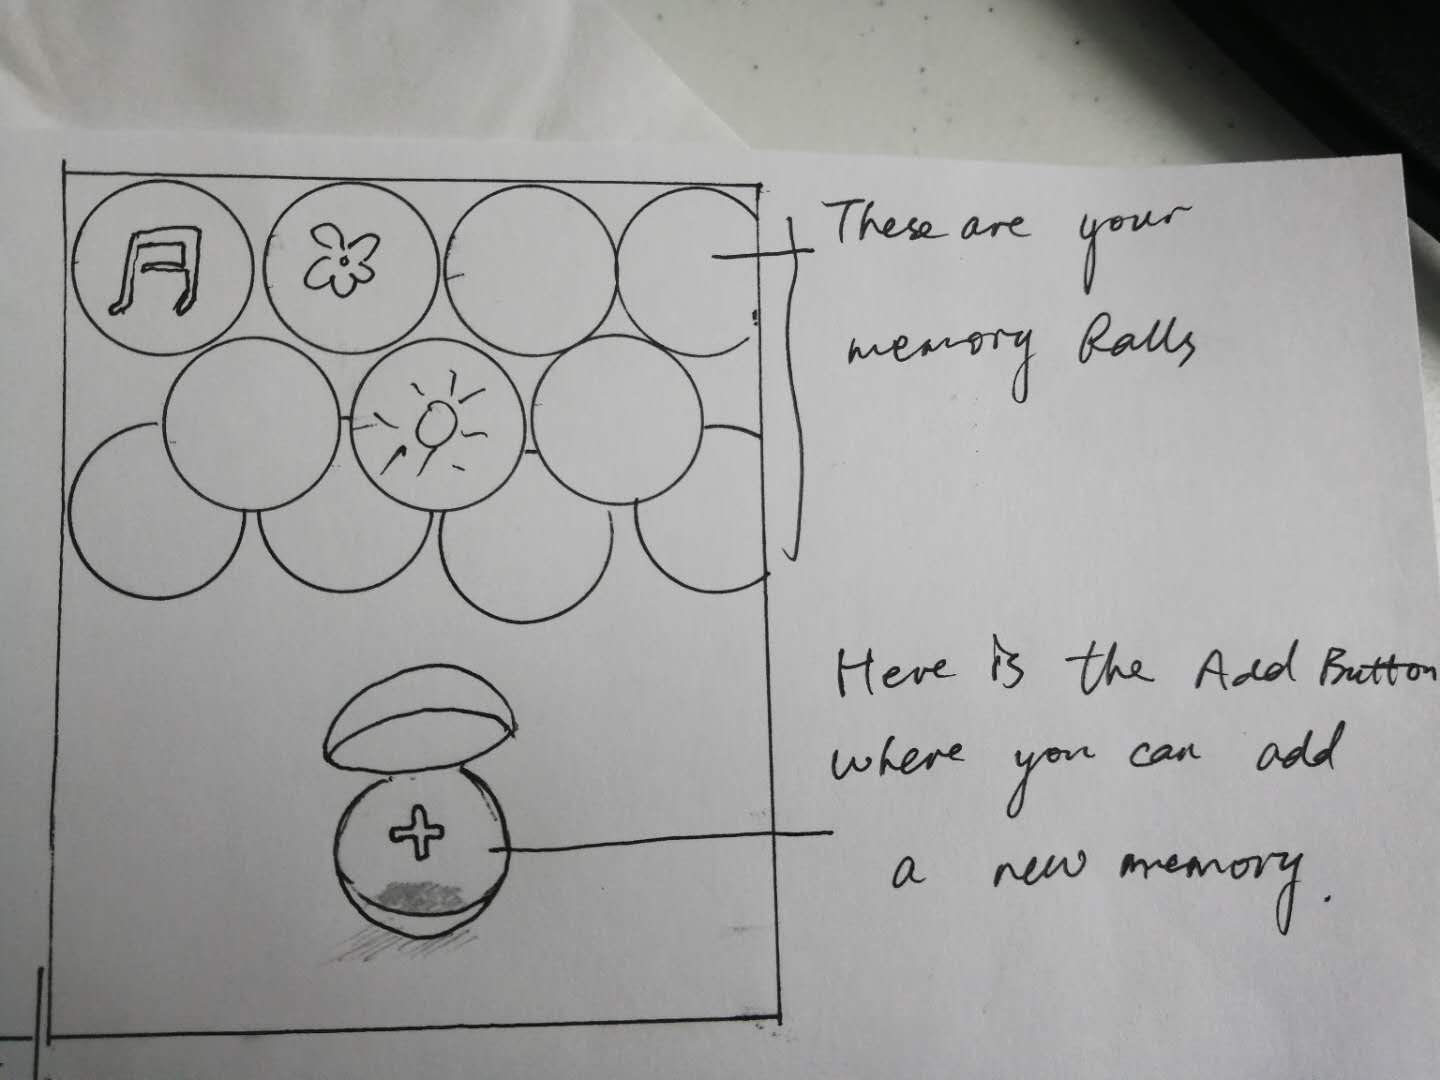 These are your
memory Balls
Here is the Add Button
where you can add
a new memory.